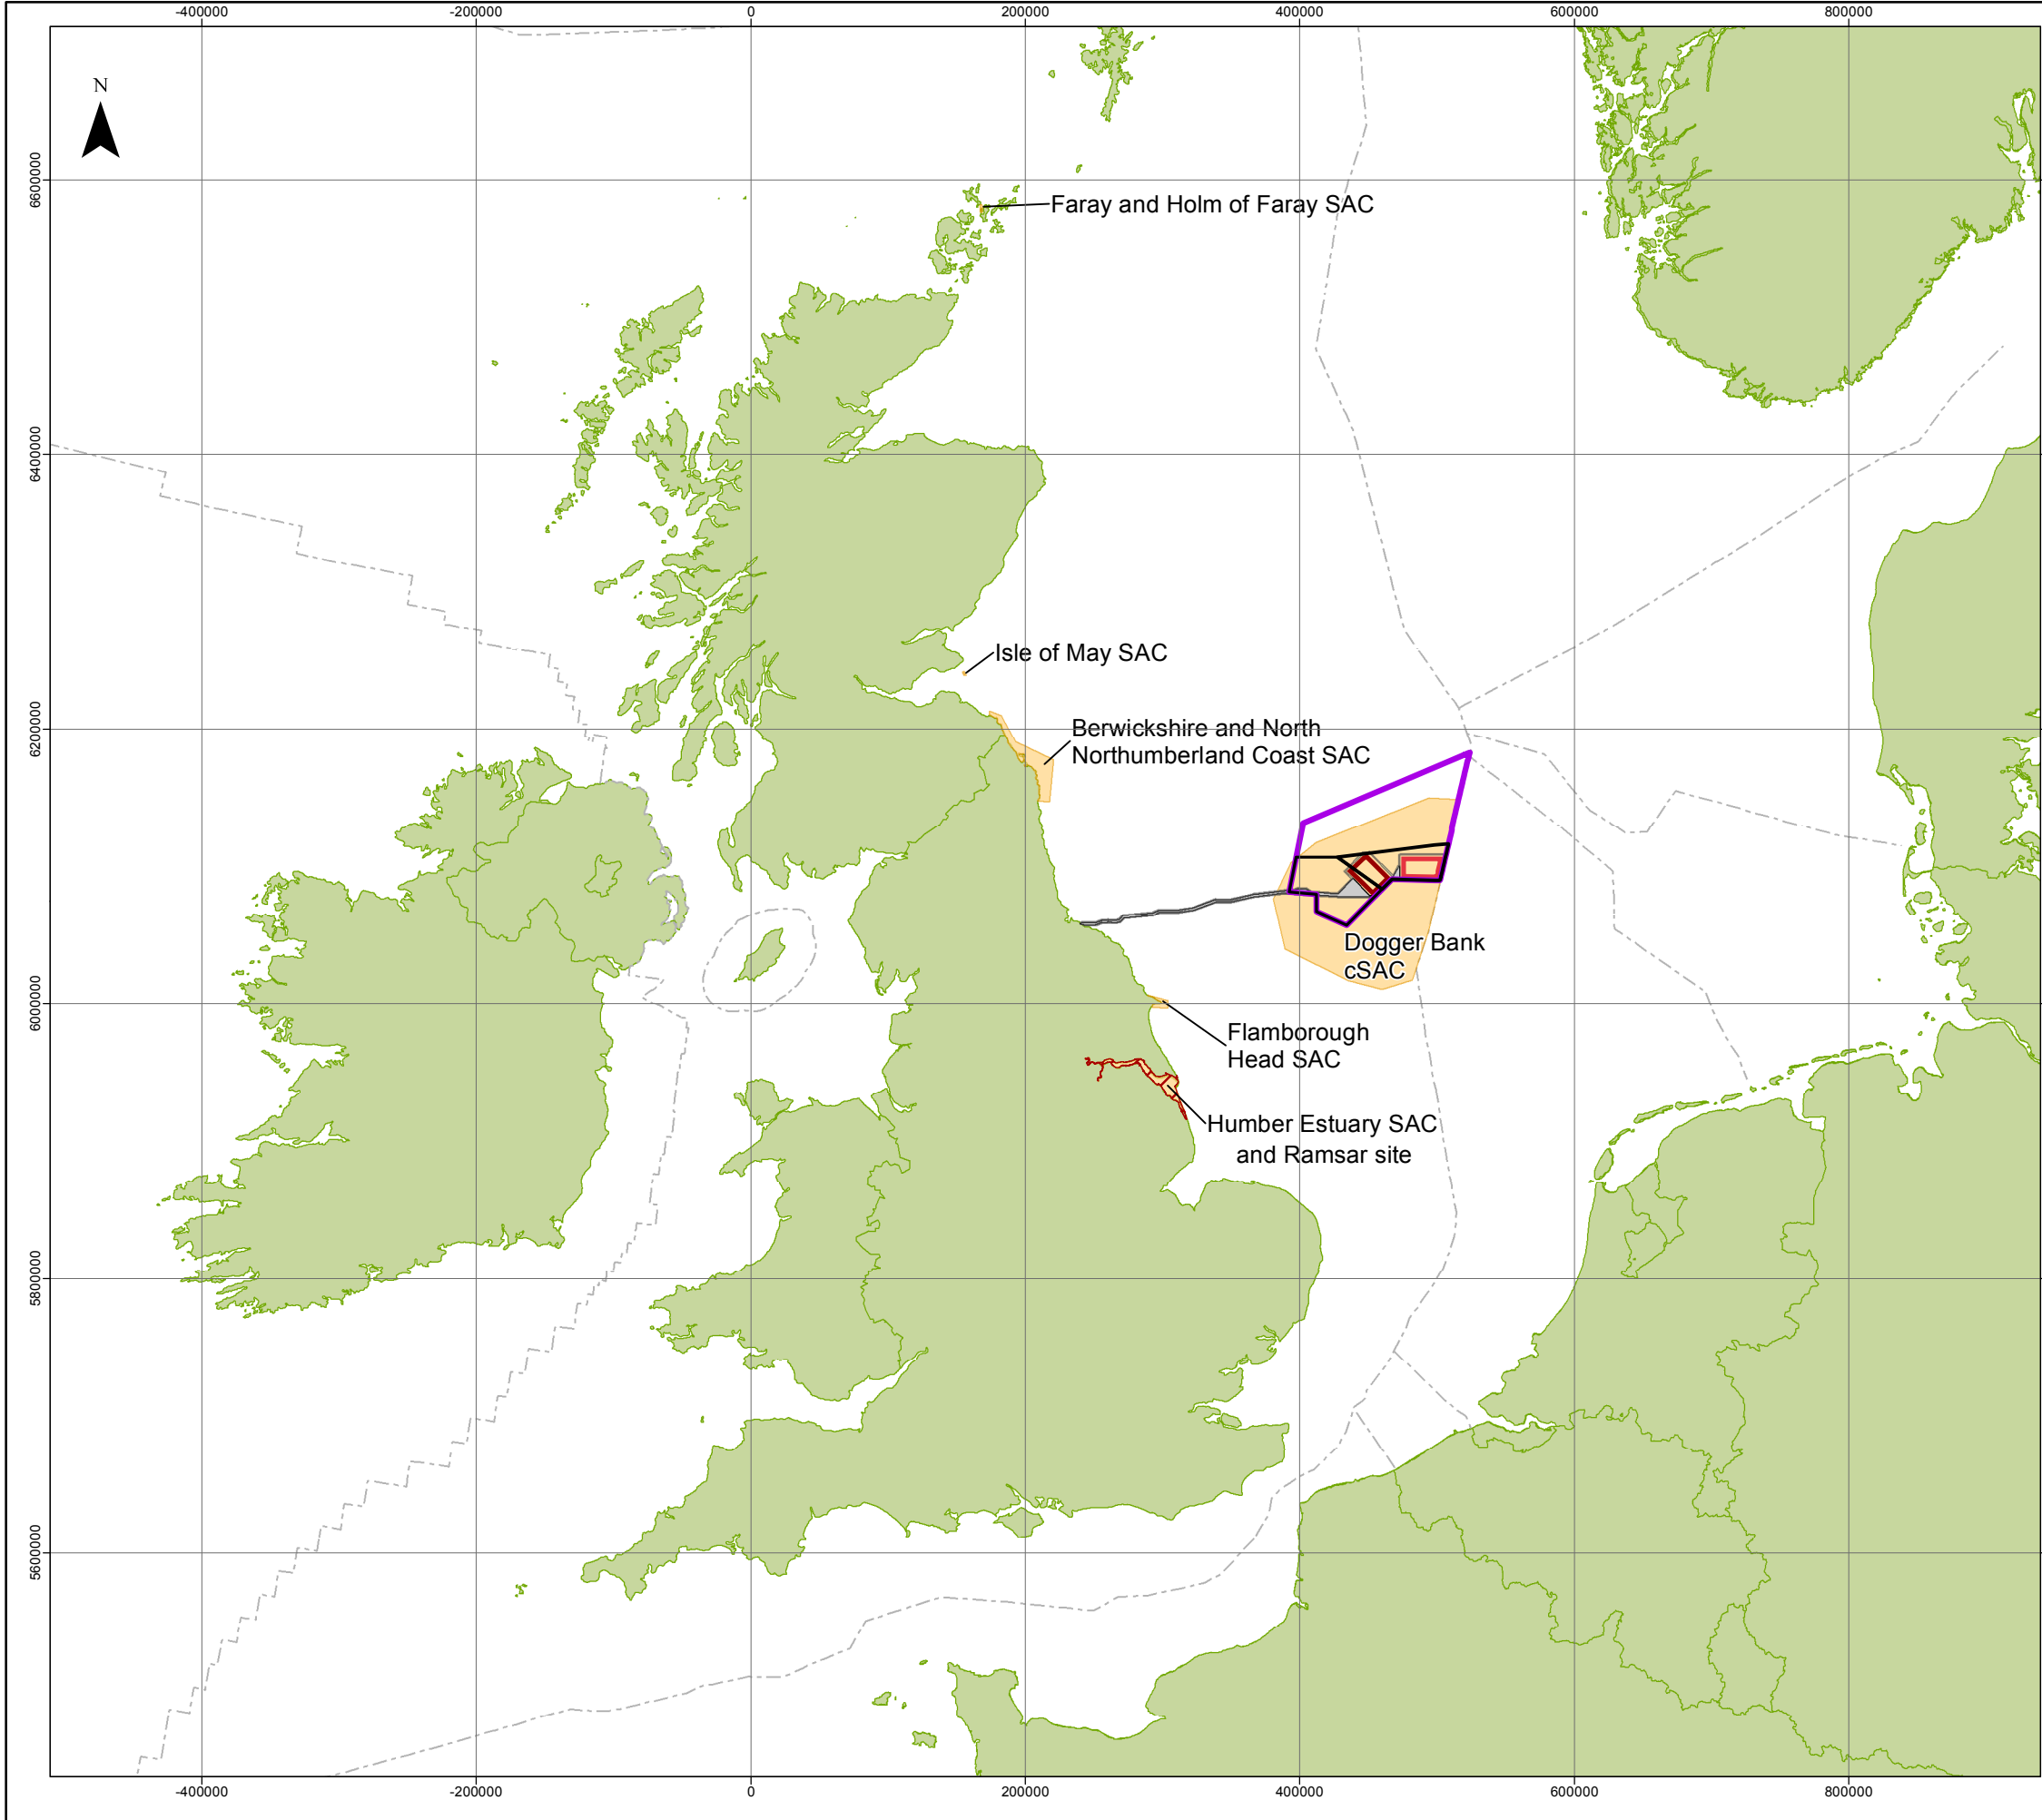 -400000 -200000 0 200000 400000 600000 800000
N
6600000
Faray and Holm of Faray SAC
6400000
Isle of May SAC
6200000
Berwickshire and North
Northumberland Coast SAC
Dogger Bank
cSAC
6000000
Flamborough
Head SAC
Humber Estuary SAC
and Ramsar site
5800000
5600000
-400000 -200000 0 200000 400000 600000 800000